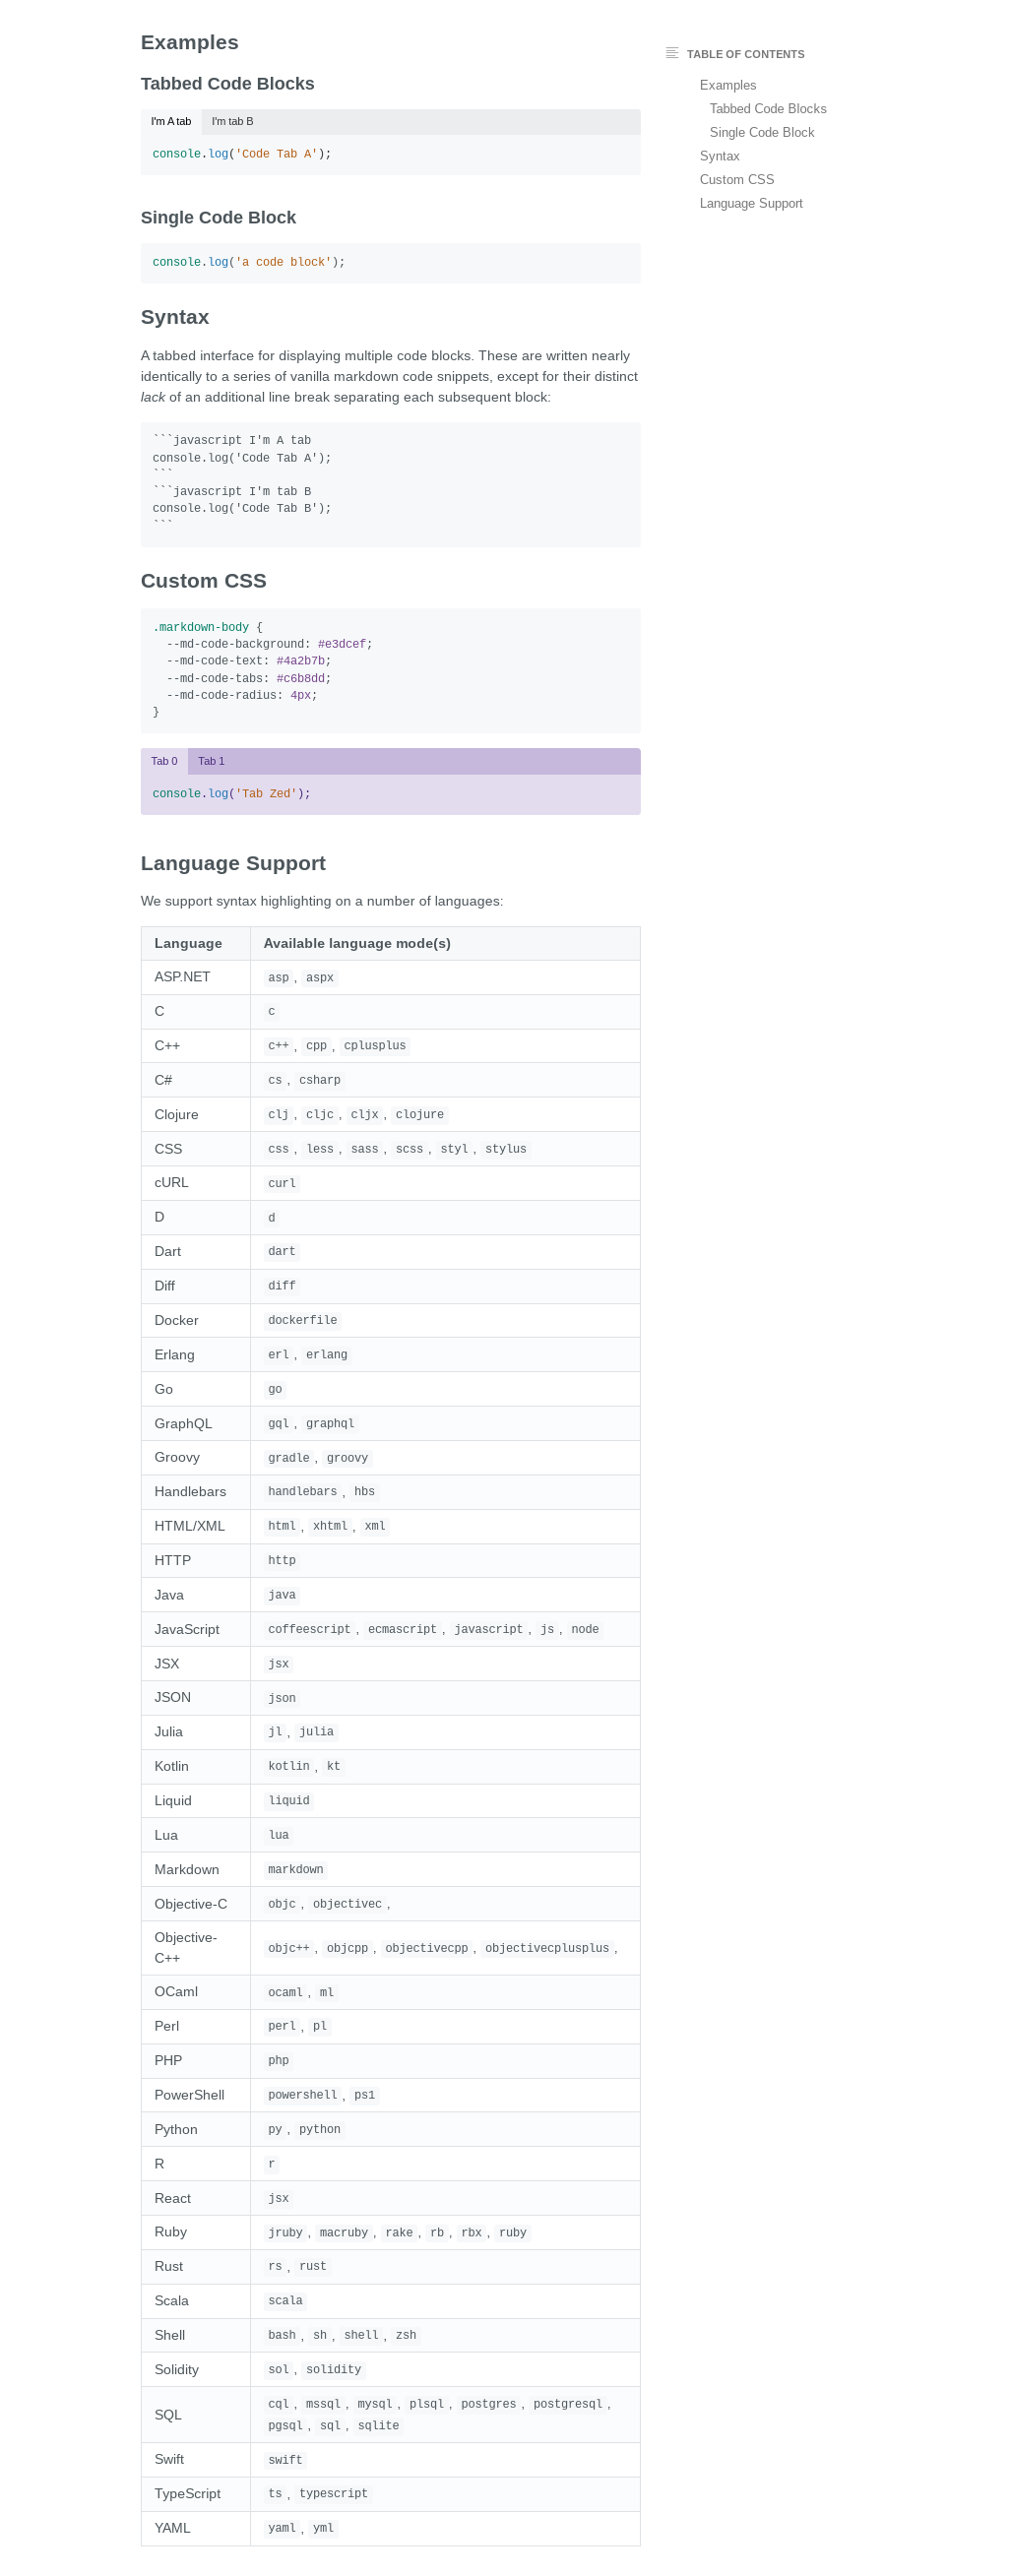 Examples
Tabbed Code Blocks
I'm A tab I'm tab B
console.log('Code Tab A');
Single Code Block
console.log('a code block');
Syntax
A tabbed interface for displaying multiple code blocks. These are written nearly
identically to a series of vanilla markdown code snippets, except for their distinct
lack of an additional line break separating each subsequent block:
```javascript I'm A tab
console.log('Code Tab A');
```
```javascript I'm tab B
console.log('Code Tab B');
```
Custom CSS
.markdown-body {
  --md-code-background: #e3dcef;
  --md-code-text: #4a2b7b;
  --md-code-tabs: #c6b8dd;
  --md-code-radius: 4px;
}
Tab 0 Tab 1
console.log('Tab Zed');
Language Support
We support syntax highlighting on a number of languages:
Language Available language mode(s)
ASP.NET asp, aspx
C c
C++ c++, cpp, cplusplus
C# cs, csharp
Clojure clj, cljc, cljx, clojure
CSS css, less, sass, scss, styl, stylus
cURL curl
D d
Dart dart
Diff diff
Docker dockerfile
Erlang erl, erlang
Go go
GraphQL gql, graphql
Groovy gradle, groovy
Handlebars handlebars, hbs
HTML/XML html, xhtml, xml
HTTP http
Java java
JavaScript coffeescript, ecmascript, javascript, js, node
JSX jsx
JSON json
Julia jl, julia
Kotlin kotlin, kt
Liquid liquid
Lua lua
Markdown markdown
Objective-C objc, objectivec,
Objective-
C++ objc++, objcpp, objectivecpp, objectivecplusplus,
OCaml ocaml, ml
Perl perl, pl
PHP php
PowerShell powershell, ps1
Python py, python
R r
React jsx
Ruby jruby, macruby, rake, rb, rbx, ruby
Rust rs, rust
Scala scala
Shell bash, sh, shell, zsh
Solidity sol, solidity
SQL cql, mssql, mysql, plsql, postgres, postgresql,
pgsql, sql, sqlite
Swift swift
TypeScript ts, typescript
YAML yaml, yml
TABLE OF CONTENTS
Examples
Tabbed Code Blocks
Single Code Block
Syntax
Custom CSS
Language Support